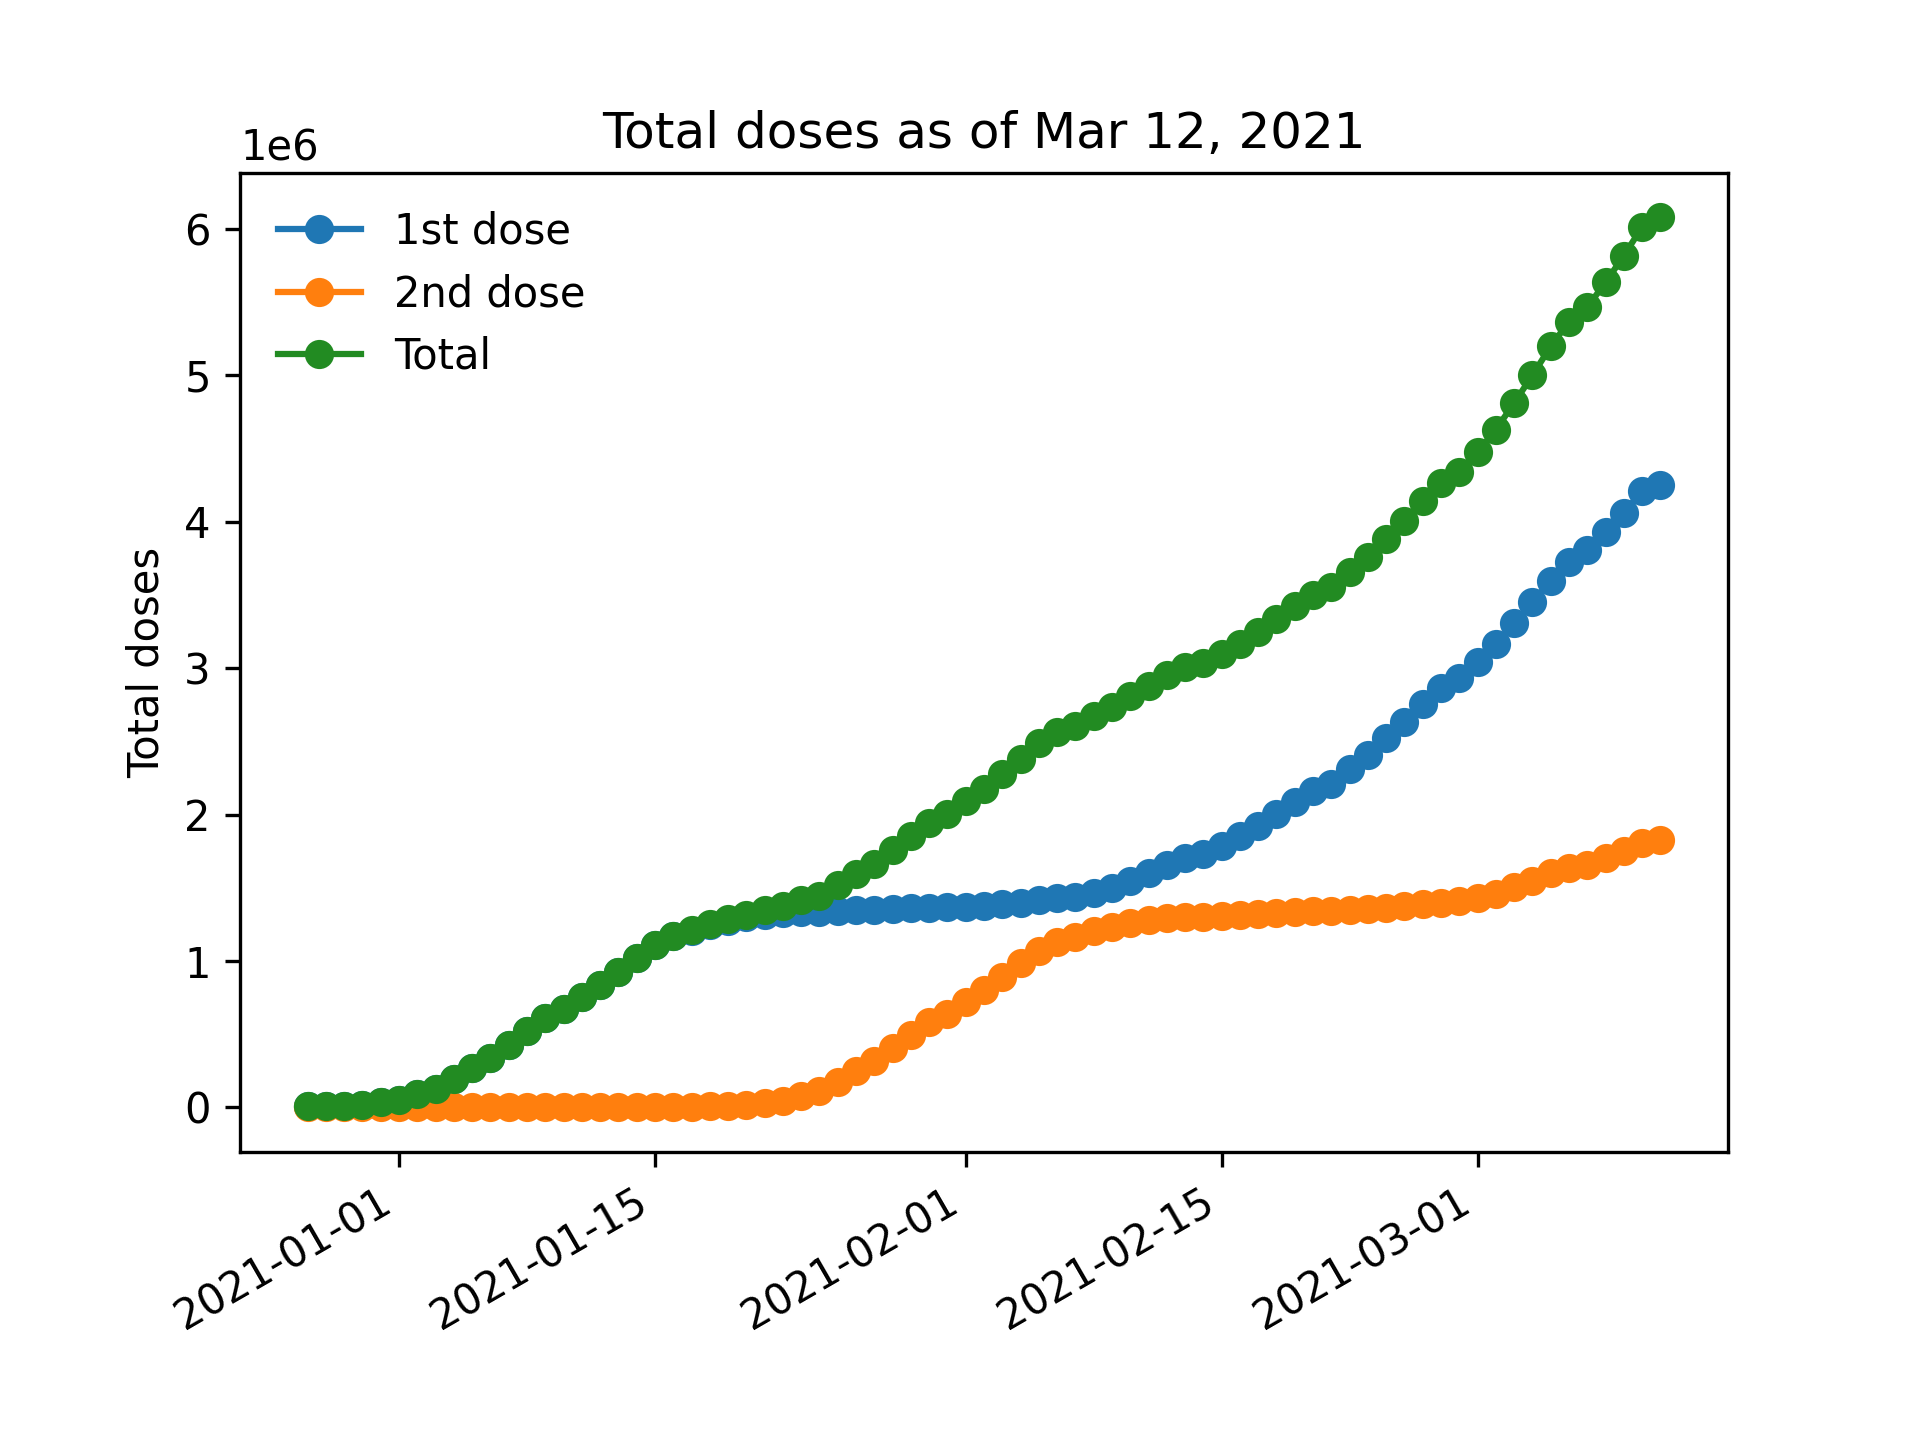 Total doses as of Mar 12, 2021
1e6
1st dose
2nd dose
Total
6
5
4
3
2
1
0
Total doses
2021-01-01
2021-01-15
2021-02-01
2021-02-15
2021-03-01